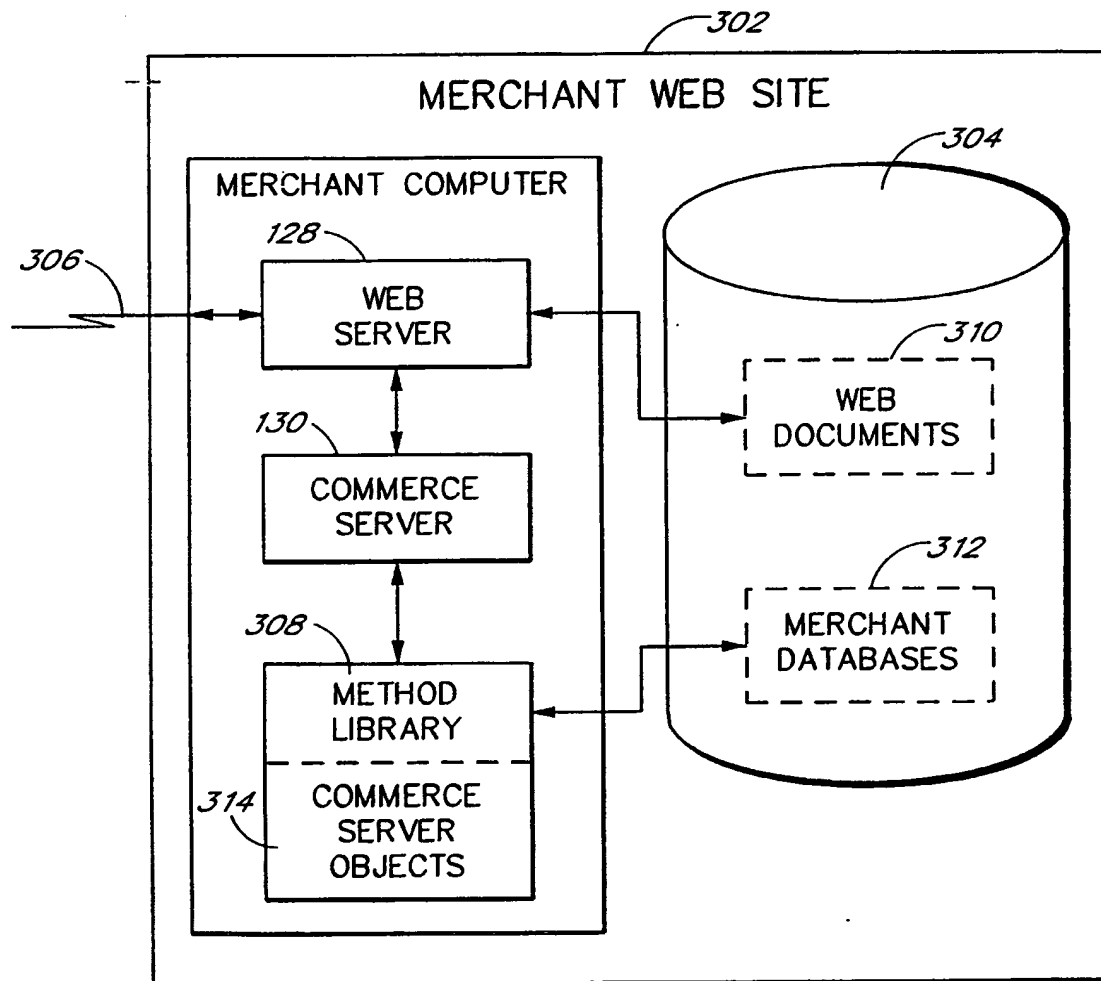 302
MERCHANT WEB SITE
304
MERCHANT COMPUTER
128
306
WEB
SERVER
310
WEB
DOCUMENTS
130
COMMERCE
SERVER
312
MERCHANT
DATABASES
308
METHOD
LIBRARY
314
COMMERCE
SERVER
OBJECTS